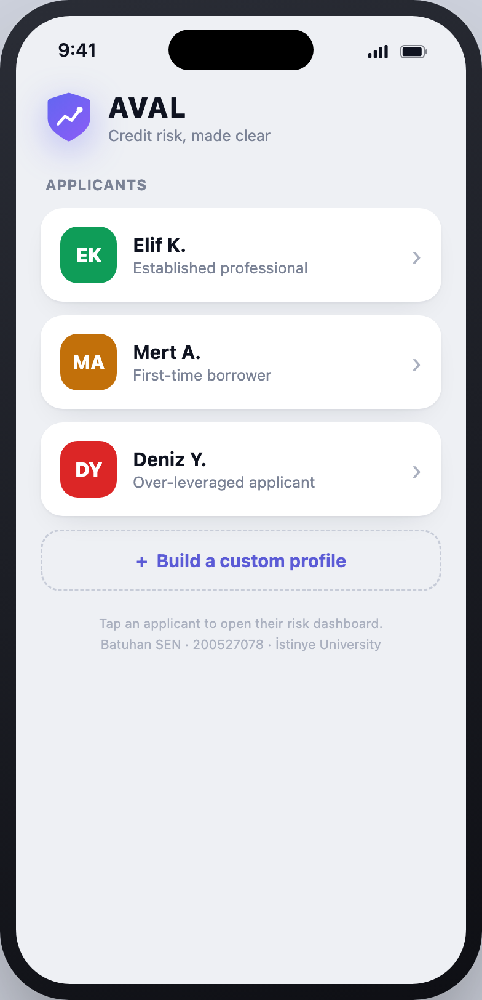 9:41
AVAL
Credit risk, made clear
APPLICANTS
EK
Elif K.
Established professional
MA
Mert A.
First-time borrower
DY
Deniz Y.
Over-leveraged applicant
+ Build a custom profile
Tap an applicant to open their risk dashboard.
Batuhan SEN · 200527078 · İstinye University